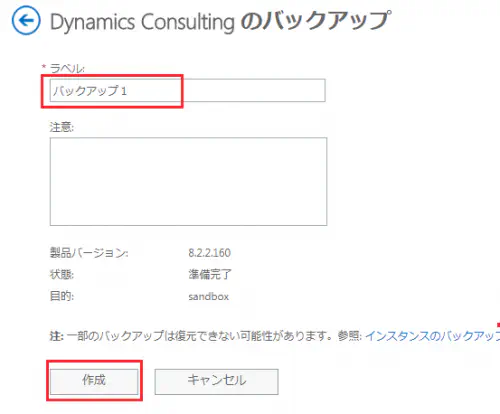 Dynamics Consulting のバックアップ
* ラベル:
バックアップ 1
注意:
製品バージョン: 8.2.2.160
状態: 準備完了
目的: sandbox
注: 一部のバックアップは復元できない可能性があります。参照: インスタンスのバックアップ
作成 キャンセル